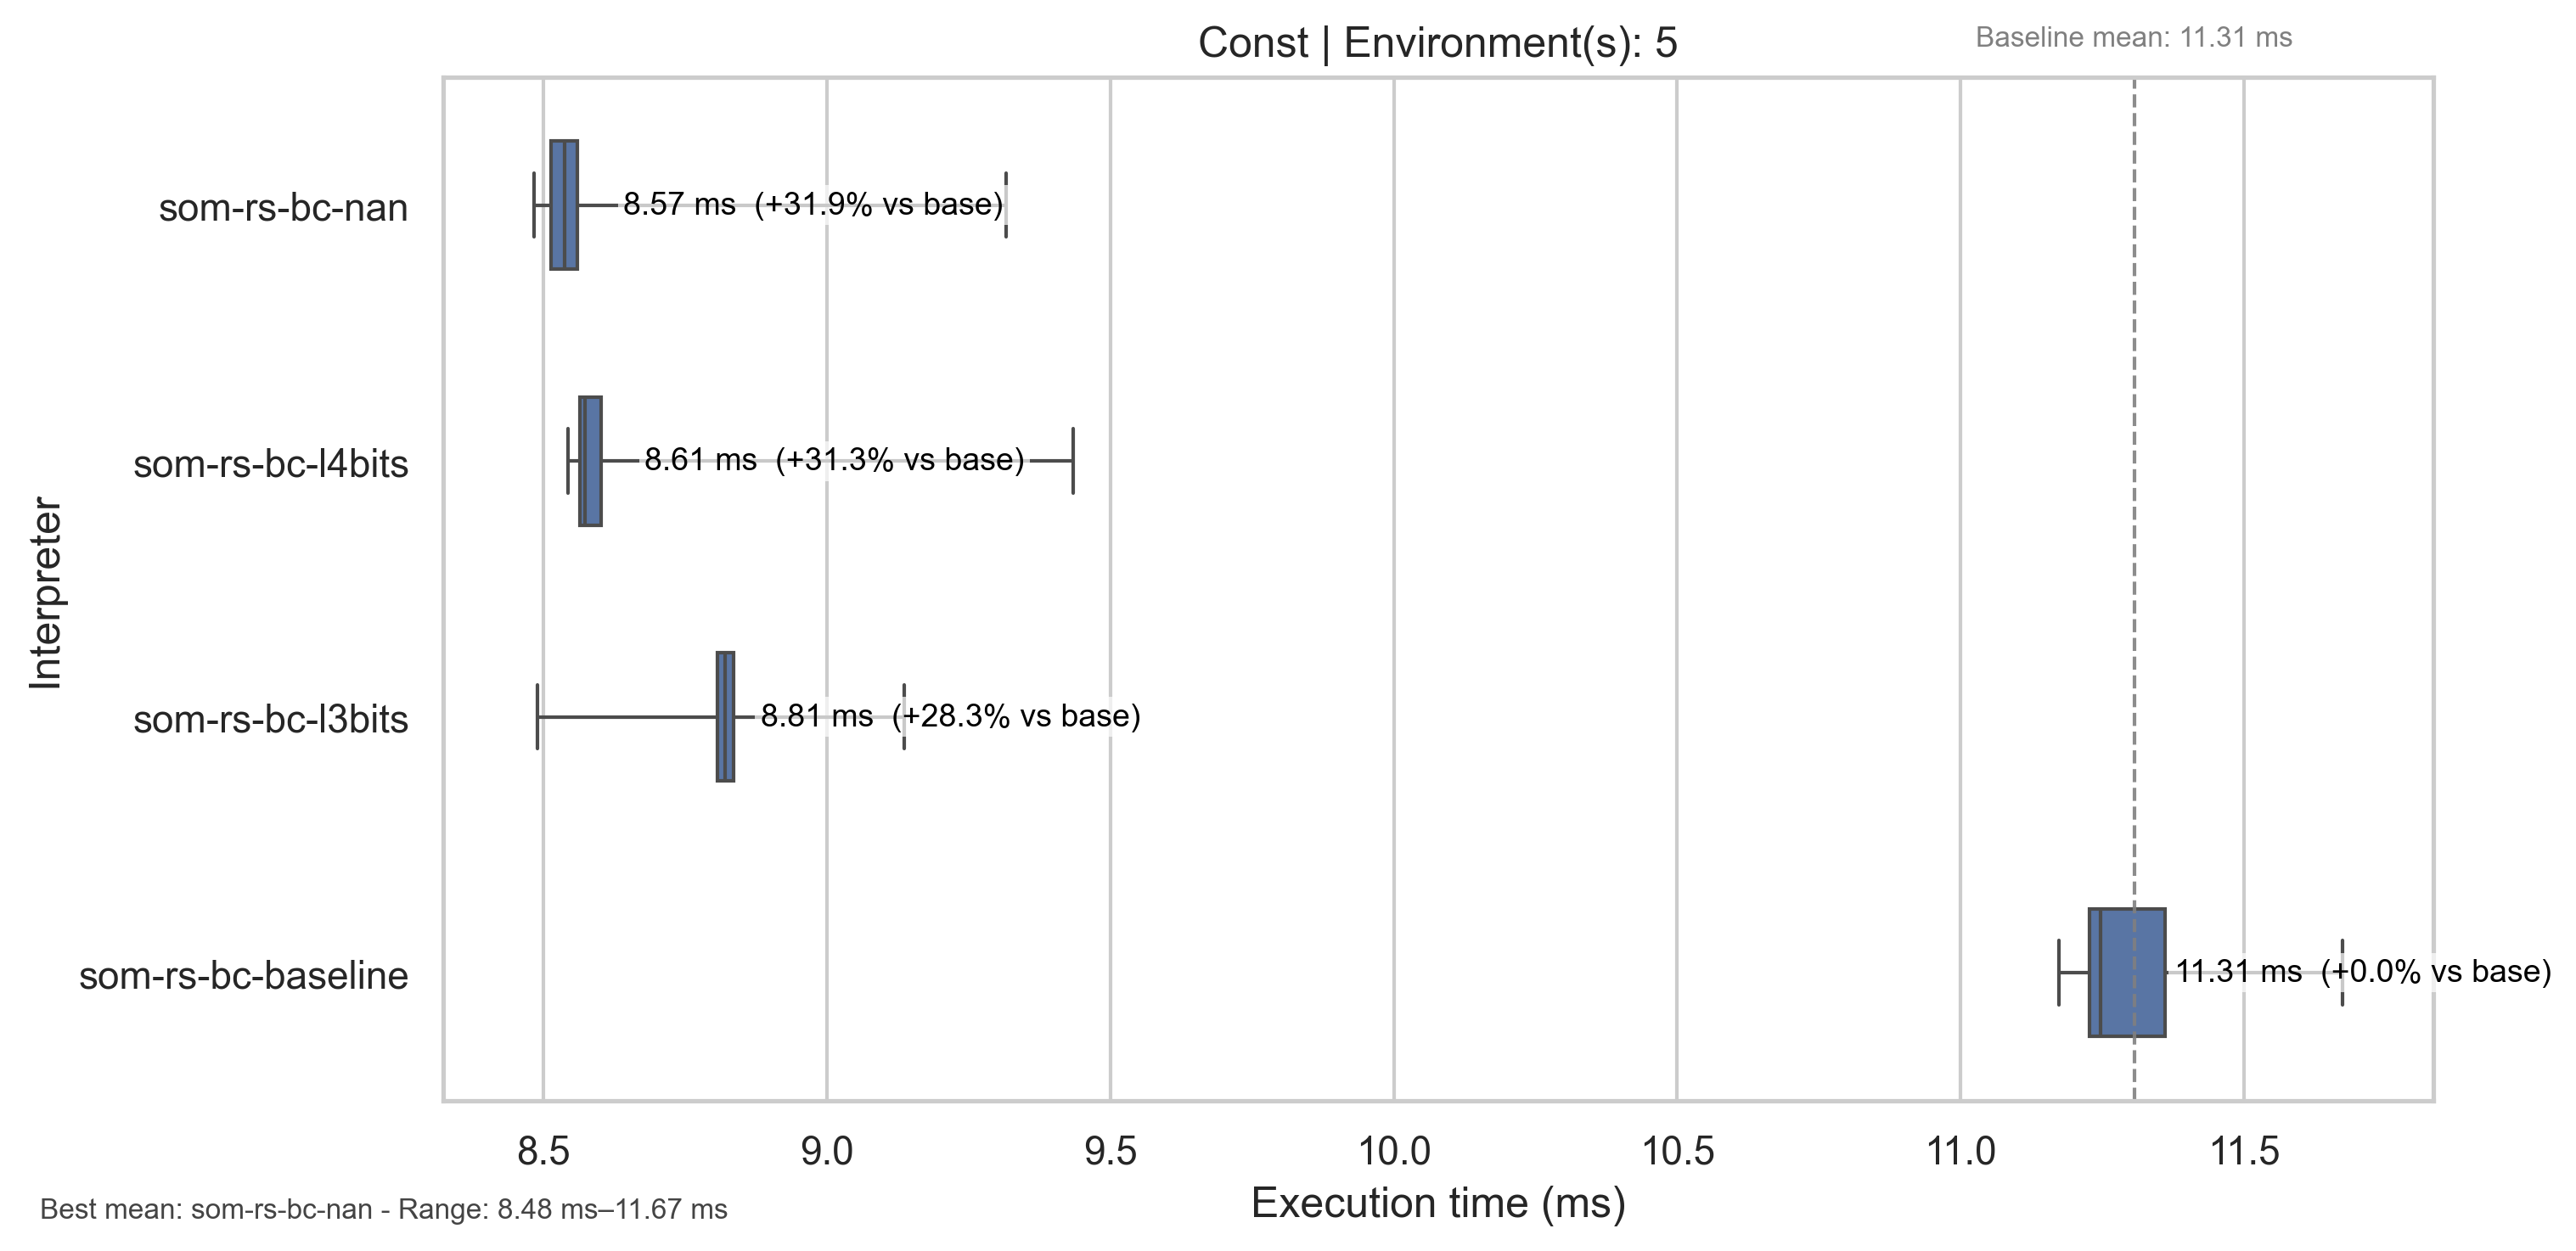 Const | Environment(s): 5
Baseline mean: 11.31 ms
som-rs-bc-nan
8.57 ms (+31.9% vs base)
som-rs-bc-l4bits
8.61 ms (+31.3% vs base)
som-rs-bc-l3bits
8.81 ms (+28.3% vs base)
som-rs-bc-baseline
11.31 ms (+0.0% vs base)
Interpreter
8.5 9.0 9.5 10.0 10.5 11.0 11.5
Execution time (ms)
Best mean: som-rs-bc-nan - Range: 8.48 ms–11.67 ms